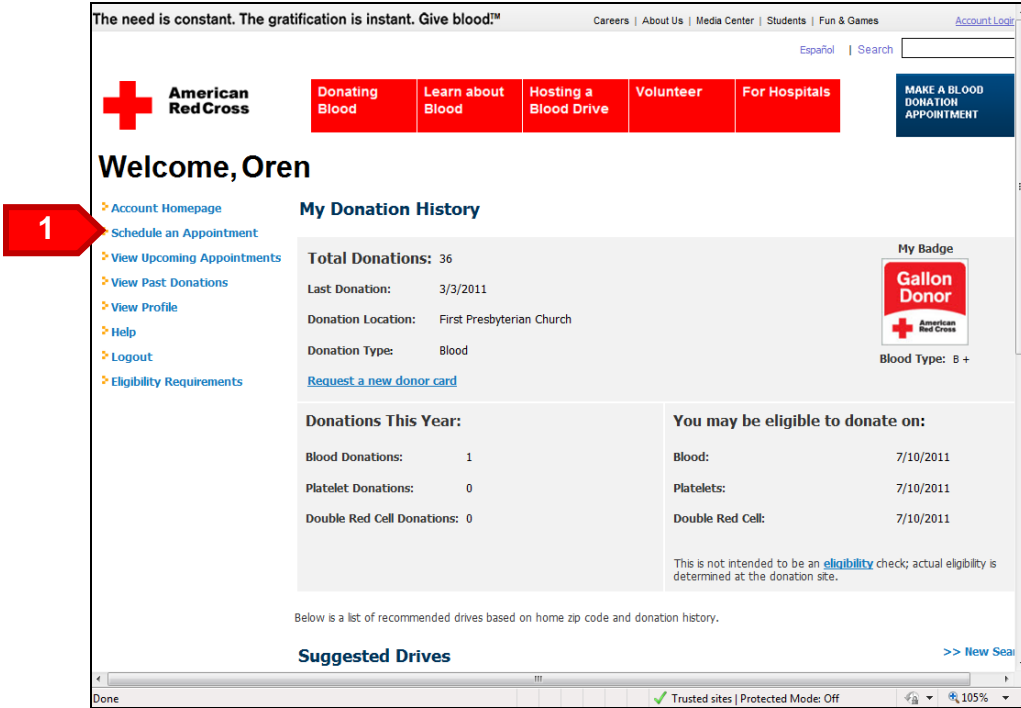 The need is constant. The gratification is instant. Give blood.™ Careers | About Us | Media Center | Students | Fun & Games Account Login
Español | Search
American
Red Cross
Donating
Blood
Learn about
Blood
Hosting a
Blood Drive
Volunteer
For Hospitals
MAKE A BLOOD
DONATION
APPOINTMENT
Welcome, Oren
1
Account Homepage
Schedule an Appointment
View Upcoming Appointments
View Past Donations
View Profile
Help
Logout
Eligibility Requirements
My Donation History
Total Donations: 36
Last Donation: 3/3/2011
Donation Location: First Presbyterian Church
Donation Type: Blood
Request a new donor card
My Badge
Gallon
Donor
American
Red Cross
Blood Type: B +
Donations This Year:
Blood Donations: 1
Platelet Donations: 0
Double Red Cell Donations: 0
You may be eligible to donate on:
Blood: 7/10/2011
Platelets: 7/10/2011
Double Red Cell: 7/10/2011
This is not intended to be an eligibility check; actual eligibility is
determined at the donation site.
Below is a list of recommended drives based on home zip code and donation history.
Suggested Drives >> New Sea
Done Trusted sites | Protected Mode: Off 105%